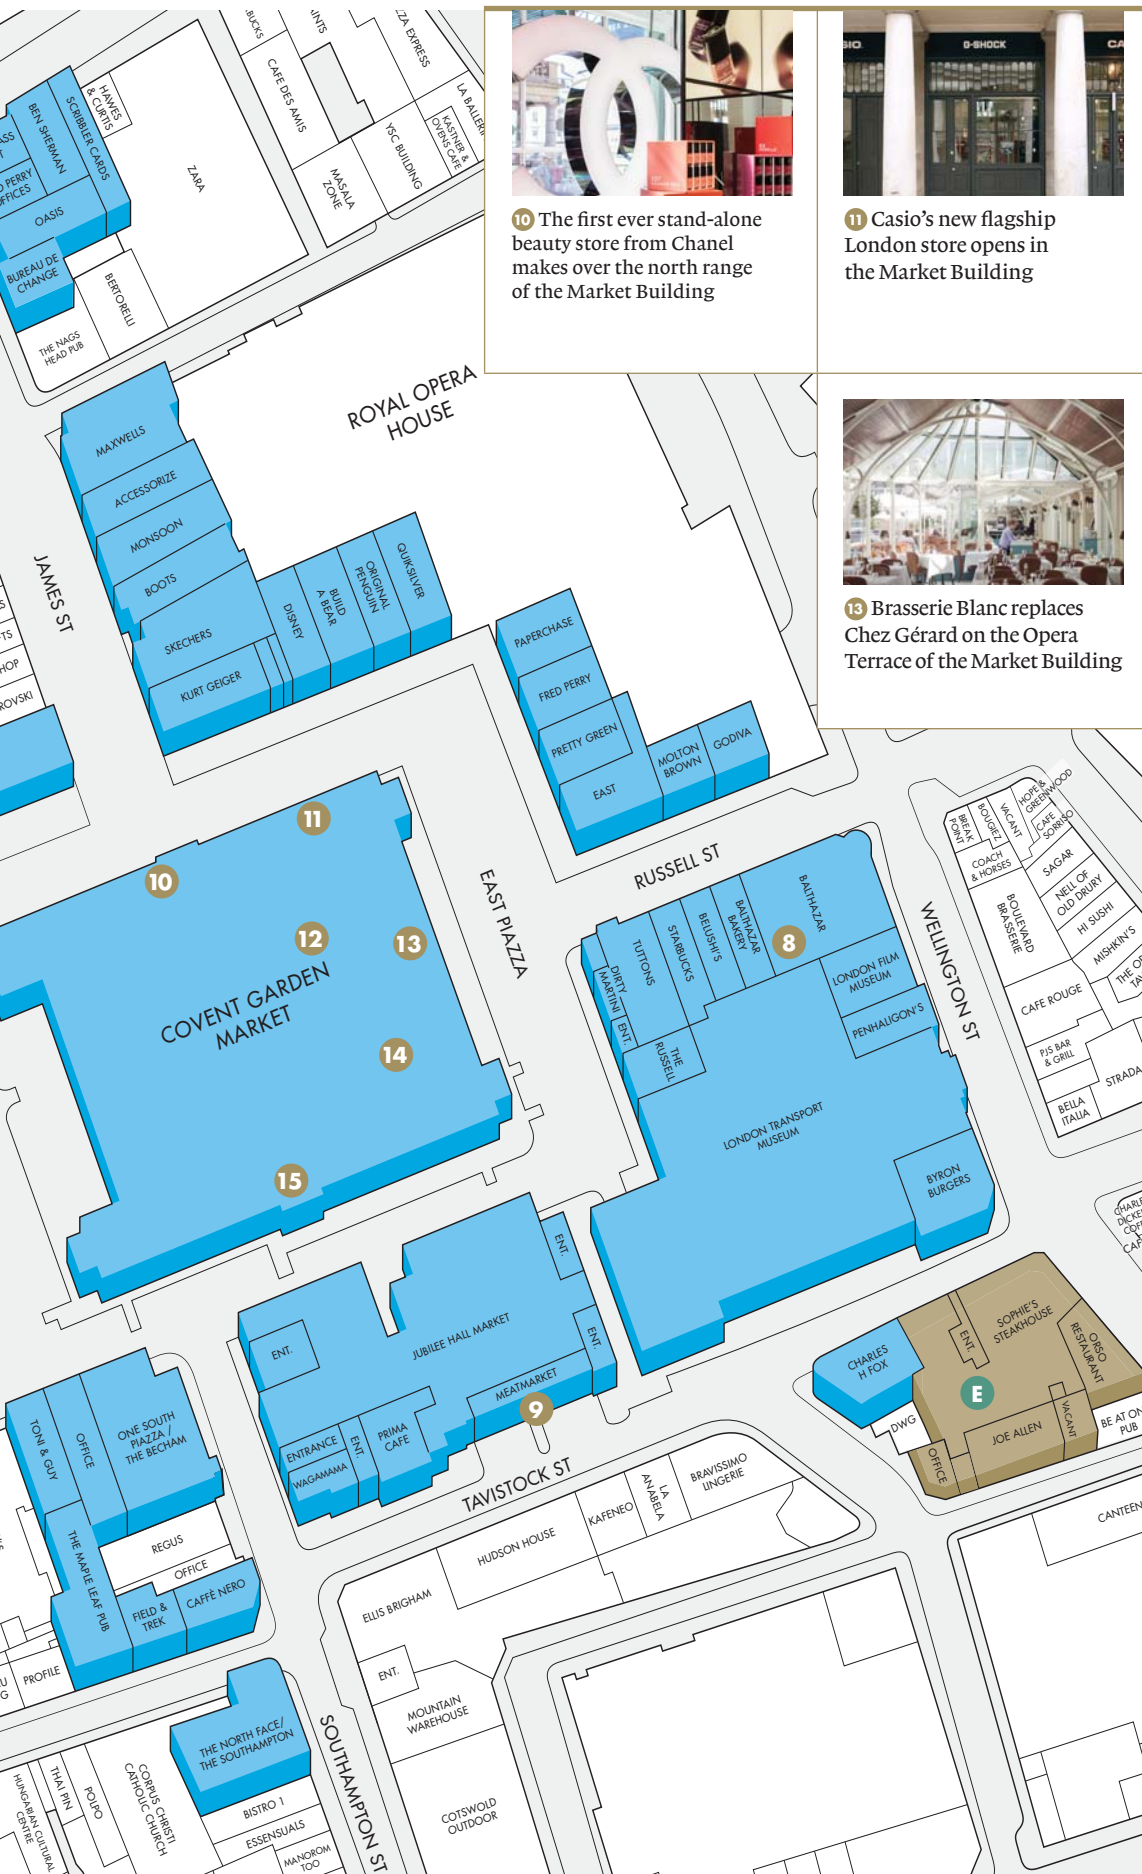 10 The first ever stand-alone
beauty store from Chanel
makes over the north range
of the Market Building
G-SHOCK
11 Casio's new flagship
London store opens in
the Market Building
13 Brasserie Blanc replaces
Chez Gérard on the Opera
Terrace of the Market Building
CAFE DES AMIS
MASALA
ZONE
YSC BUILDING
KASTNER &
OVENS CAFE
HAWES
& CURTIS
SCRIBBLER CARDS
BEN SHERMAN
OASIS
BUREAU DE
CHANGE
ZARA
BERTORELLI
THE NAGS
HEAD PUB
ROYAL OPERA
HOUSE
MAXWELLS
ACCESSORIZE
MONSOON
BOOTS
SKECHERS
KURT GEIGER
DISNEY
BUILD
A BEAR
ORIGINAL
PENGUIN
QUIKSILVER
JAMES ST
PAPERCHASE
FRED PERRY
PRETTY GREEN
EAST
MOLTON
BROWN
GODIVA
RUSSELL ST
EAST PIAZZA
WELLINGTON ST
11
10
12
13
14
15
COVENT GARDEN
MARKET
BREAK
POINT
BOUGIEZ
VACANT
HOPE &
GREENWOOD
CAFE
SORRISO
COACH
& HORSES
SAGAR
NELL OF
OLD DRURY
HI SUSHI
MISHKIN'S
BOULEVARD
BRASSERIE
CAFE ROUGE
PJS BAR
& GRILL
STRADA
BELLA
ITALIA
DIRTY
MARTINI
ENT.
TUTTONS
STARBUCKS
BELUSHI'S
BALTHAZAR
BAKERY
BALTHAZAR
8
THE
RUSSELL
LONDON FILM
MUSEUM
PENHALIGON'S
LONDON TRANSPORT
MUSEUM
BYRON
BURGERS
ENT.
JUBILEE HALL MARKET
ENT.
ENT.
MEATMARKET
9
ENTRANCE
WAGAMAMA
ENT.
PRIMA
CAFE
TAVISTOCK ST
CHARLES
H FOX
ENT.
SOPHIE'S
STEAKHOUSE
ORSO
RESTAURANT
E
DWG
OFFICE
JOE ALLEN
VACANT
PUB
CANTEEN
TONI & GUY
OFFICE
ONE SOUTH
PIAZZA /
THE BECHAM
THE MAPLE LEAF PUB
REGUS
OFFICE
FIELD &
TREK
CAFFÈ NERO
PROFILE
HUDSON HOUSE
KAFENEO
LA
ANABELA
BRAVISSIMO
LINGERIE
ELLIS BRIGHAM
ENT.
MOUNTAIN
WAREHOUSE
COTSWOLD
OUTDOOR
SOUTHAMPTON ST
THE NORTH FACE/
THE SOUTHAMPTON
BISTRO 1
ESSENSUALS
MANOROM
TOO
CORPUS CHRISTI
CATHOLIC CHURCH
POLPO
THAI PIN
HUNGARIAN CULTURAL
CENTRE